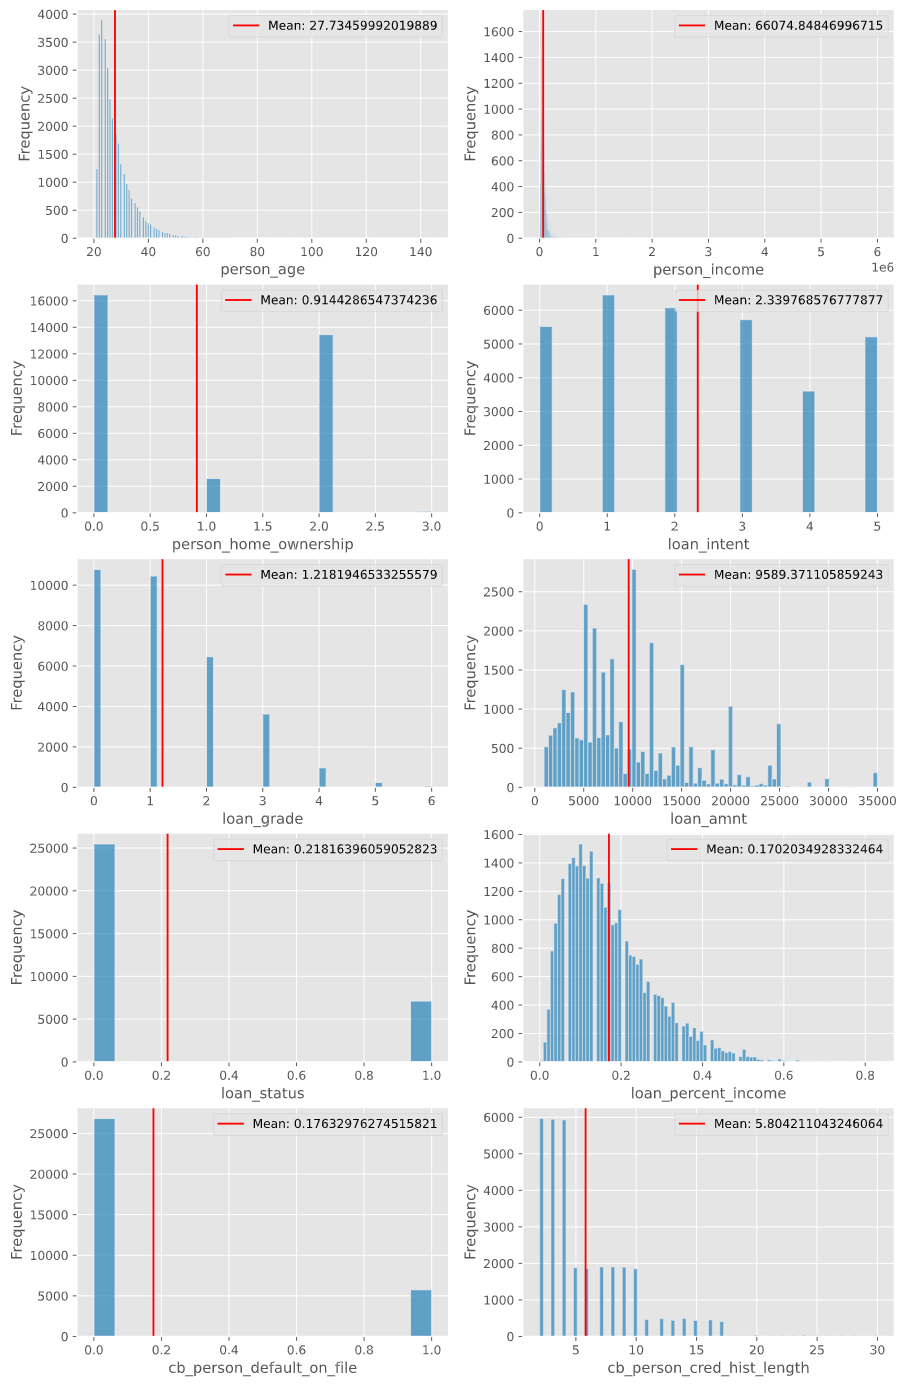 Mean: 27.73459992019889
4000
3500
3000
2500
2000
1500
1000
500
0
Frequency
20 40 60 80 100 120 140
person_age
Mean: 66074.84846996715
1600
1400
1200
1000
800
600
400
200
0
Frequency
0 1 2 3 4 5 6
1e6
person_income
Mean: 0.9144286547374236
16000
14000
12000
10000
8000
6000
4000
2000
0
Frequency
0.0 0.5 1.0 1.5 2.0 2.5 3.0
person_home_ownership
Mean: 2.339768576777877
6000
5000
4000
3000
2000
1000
0
Frequency
0 1 2 3 4 5
loan_intent
Mean: 1.2181946533255579
10000
8000
6000
4000
2000
0
Frequency
0 1 2 3 4 5 6
loan_grade
Mean: 9589.371105859243
2500
2000
1500
1000
500
0
Frequency
0 5000 10000 15000 20000 25000 30000 35000
loan_amnt
Mean: 0.21816396059052823
25000
20000
15000
10000
5000
0
Frequency
0.0 0.2 0.4 0.6 0.8 1.0
loan_status
Mean: 0.1702034928332464
1600
1400
1200
1000
800
600
400
200
0
Frequency
0.0 0.2 0.4 0.6 0.8
loan_percent_income
Mean: 0.17632976274515821
25000
20000
15000
10000
5000
0
Frequency
0.0 0.2 0.4 0.6 0.8 1.0
cb_person_default_on_file
Mean: 5.804211043246064
6000
5000
4000
3000
2000
1000
0
Frequency
5 10 15 20 25 30
cb_person_cred_hist_length